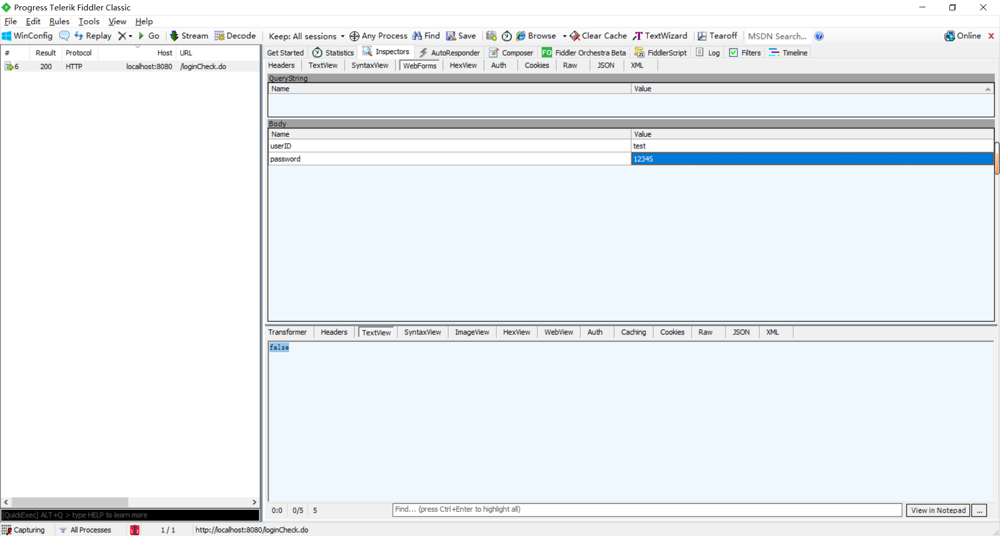 Progress Telerik Fiddler Classic
File Edit Rules Tools View Help
WinConfig Replay Go Stream Decode Keep: All sessions Any Process Find Save Browse Clear Cache TextWizard Tearoff MSDN Search... Online
# Result Protocol Host URL
6 200 HTTP localhost:8080 /loginCheck.do
Get Started Statistics Inspectors AutoResponder Composer FO Fiddler Orchestra Beta FiddlerScript Log Filters Timeline
Headers TextView SyntaxView WebForms HexView Auth Cookies Raw JSON XML
QueryString
Name Value
Body
Name Value
userID test
password 12345
Transformer Headers TextView SyntaxView ImageView HexView WebView Auth Caching Cookies Raw JSON XML
false
0:0 0/5 5 Find... (press Ctrl+Enter to highlight all) View in Notepad ...
[QuickExec] ALT+Q > type HELP to learn more
Capturing All Processes 1 / 1 http://localhost:8080/loginCheck.do